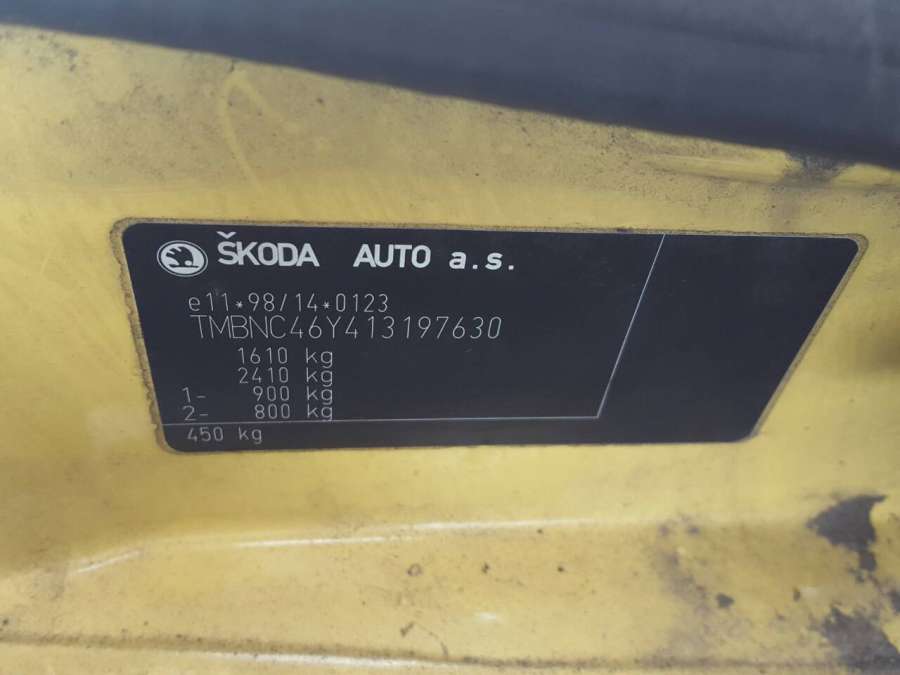 ŠKODA AUTO a.s.
e11*98/14*0123
TMBNC46Y413197630
1610 kg
2410 kg
1- 900 kg
2- 800 kg
450 kg